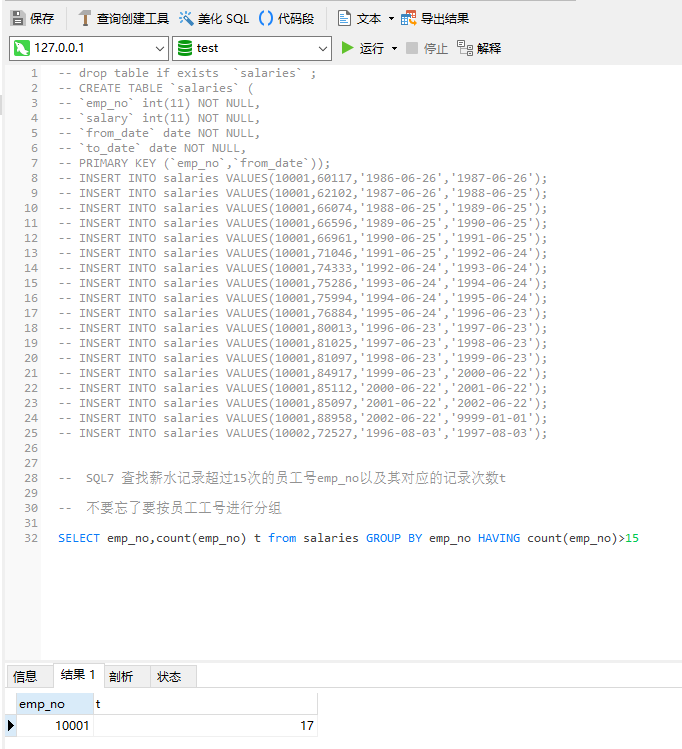 保存 查询创建工具 美化 SQL () 代码段 文本 导出结果
127.0.0.1 test 运行 停止 解释
1 -- drop table if exists  `salaries` ;
2 -- CREATE TABLE `salaries` (
3 -- `emp_no` int(11) NOT NULL,
4 -- `salary` int(11) NOT NULL,
5 -- `from_date` date NOT NULL,
6 -- `to_date` date NOT NULL,
7 -- PRIMARY KEY (`emp_no`,`from_date`));
8 -- INSERT INTO salaries VALUES(10001,60117,'1986-06-26','1987-06-26');
9 -- INSERT INTO salaries VALUES(10001,62102,'1987-06-26','1988-06-25');
10 -- INSERT INTO salaries VALUES(10001,66074,'1988-06-25','1989-06-25');
11 -- INSERT INTO salaries VALUES(10001,66596,'1989-06-25','1990-06-25');
12 -- INSERT INTO salaries VALUES(10001,66961,'1990-06-25','1991-06-25');
13 -- INSERT INTO salaries VALUES(10001,71046,'1991-06-25','1992-06-24');
14 -- INSERT INTO salaries VALUES(10001,74333,'1992-06-24','1993-06-24');
15 -- INSERT INTO salaries VALUES(10001,75286,'1993-06-24','1994-06-24');
16 -- INSERT INTO salaries VALUES(10001,75994,'1994-06-24','1995-06-24');
17 -- INSERT INTO salaries VALUES(10001,76884,'1995-06-24','1996-06-23');
18 -- INSERT INTO salaries VALUES(10001,80013,'1996-06-23','1997-06-23');
19 -- INSERT INTO salaries VALUES(10001,81025,'1997-06-23','1998-06-23');
20 -- INSERT INTO salaries VALUES(10001,81097,'1998-06-23','1999-06-23');
21 -- INSERT INTO salaries VALUES(10001,84917,'1999-06-23','2000-06-22');
22 -- INSERT INTO salaries VALUES(10001,85112,'2000-06-22','2001-06-22');
23 -- INSERT INTO salaries VALUES(10001,85097,'2001-06-22','2002-06-22');
24 -- INSERT INTO salaries VALUES(10001,88958,'2002-06-22','9999-01-01');
25 -- INSERT INTO salaries VALUES(10002,72527,'1996-08-03','1997-08-03');
26
27
28 --  SQL7 查找薪水记录超过15次的员工号emp_no以及其对应的记录次数t
29
30 --  不要忘了要按员工工号进行分组
31
32 SELECT emp_no,count(emp_no) t from salaries GROUP BY emp_no HAVING count(emp_no)>15
信息 结果 1 剖析 状态
emp_no t
10001 17